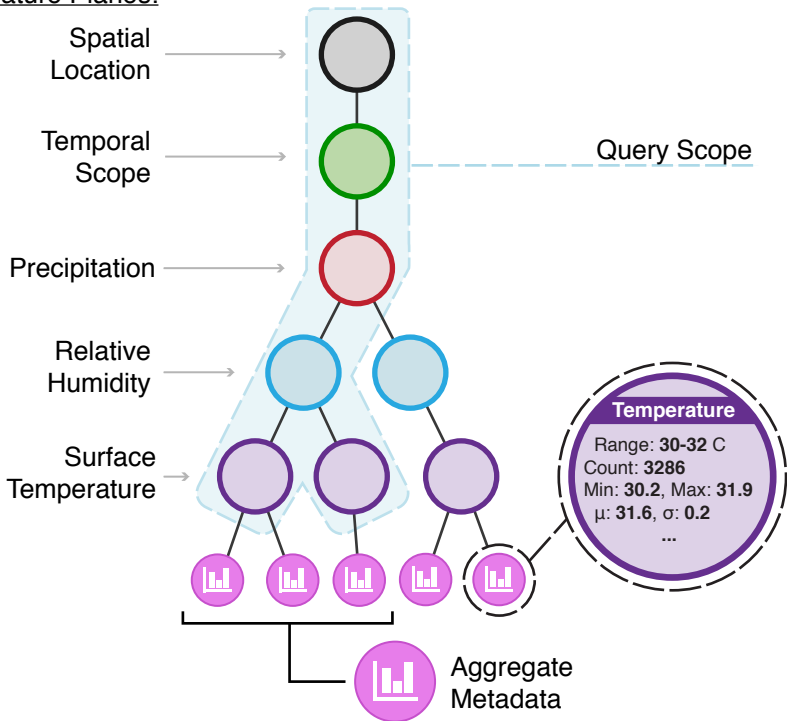 Planes:
Spatial
Location
Temporal
Scope
Query Scope
Precipitation
Relative
Humidity
Surface
Temperature
Temperature
Range: 30-32 C
Count: 3286
Min: 30.2, Max: 31.9
μ: 31.6, σ: 0.2
...
Aggregate
Metadata